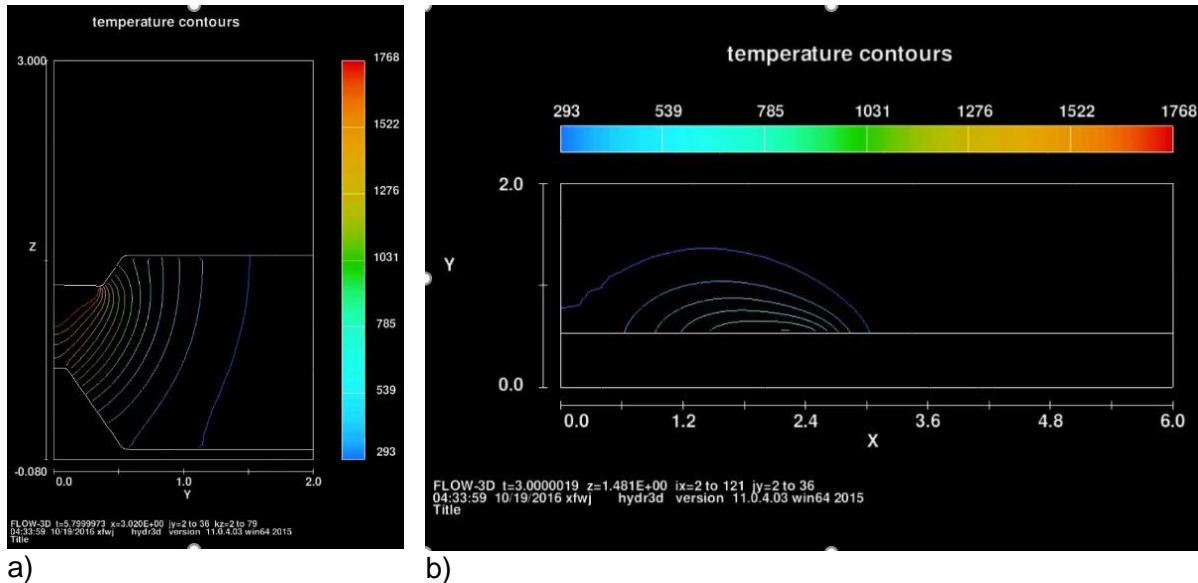 temperature contours
3.000
Z
-0.080
0.0 1.0 2.0
Y
1768
1522
1276
1031
785
539
293
FLOW-3D t=5.7999973 x=3.020E+00 jy=2 to 36 kz=2 to 79
04:33:59 10/19/2016 xfwj hydr3d version 11.0.4.03 win64 2015
Title
a)
temperature contours
293 539 785 1031 1276 1522 1768
2.0
Y
0.0
0.0 1.2 2.4 3.6 4.8 6.0
X
FLOW-3D t=3.0000019 z=1.481E+00 ix=2 to 121 jy=2 to 36
04:33:59 10/19/2016 xfwj hydr3d version 11.0.4.03 win64 2015
Title
b)